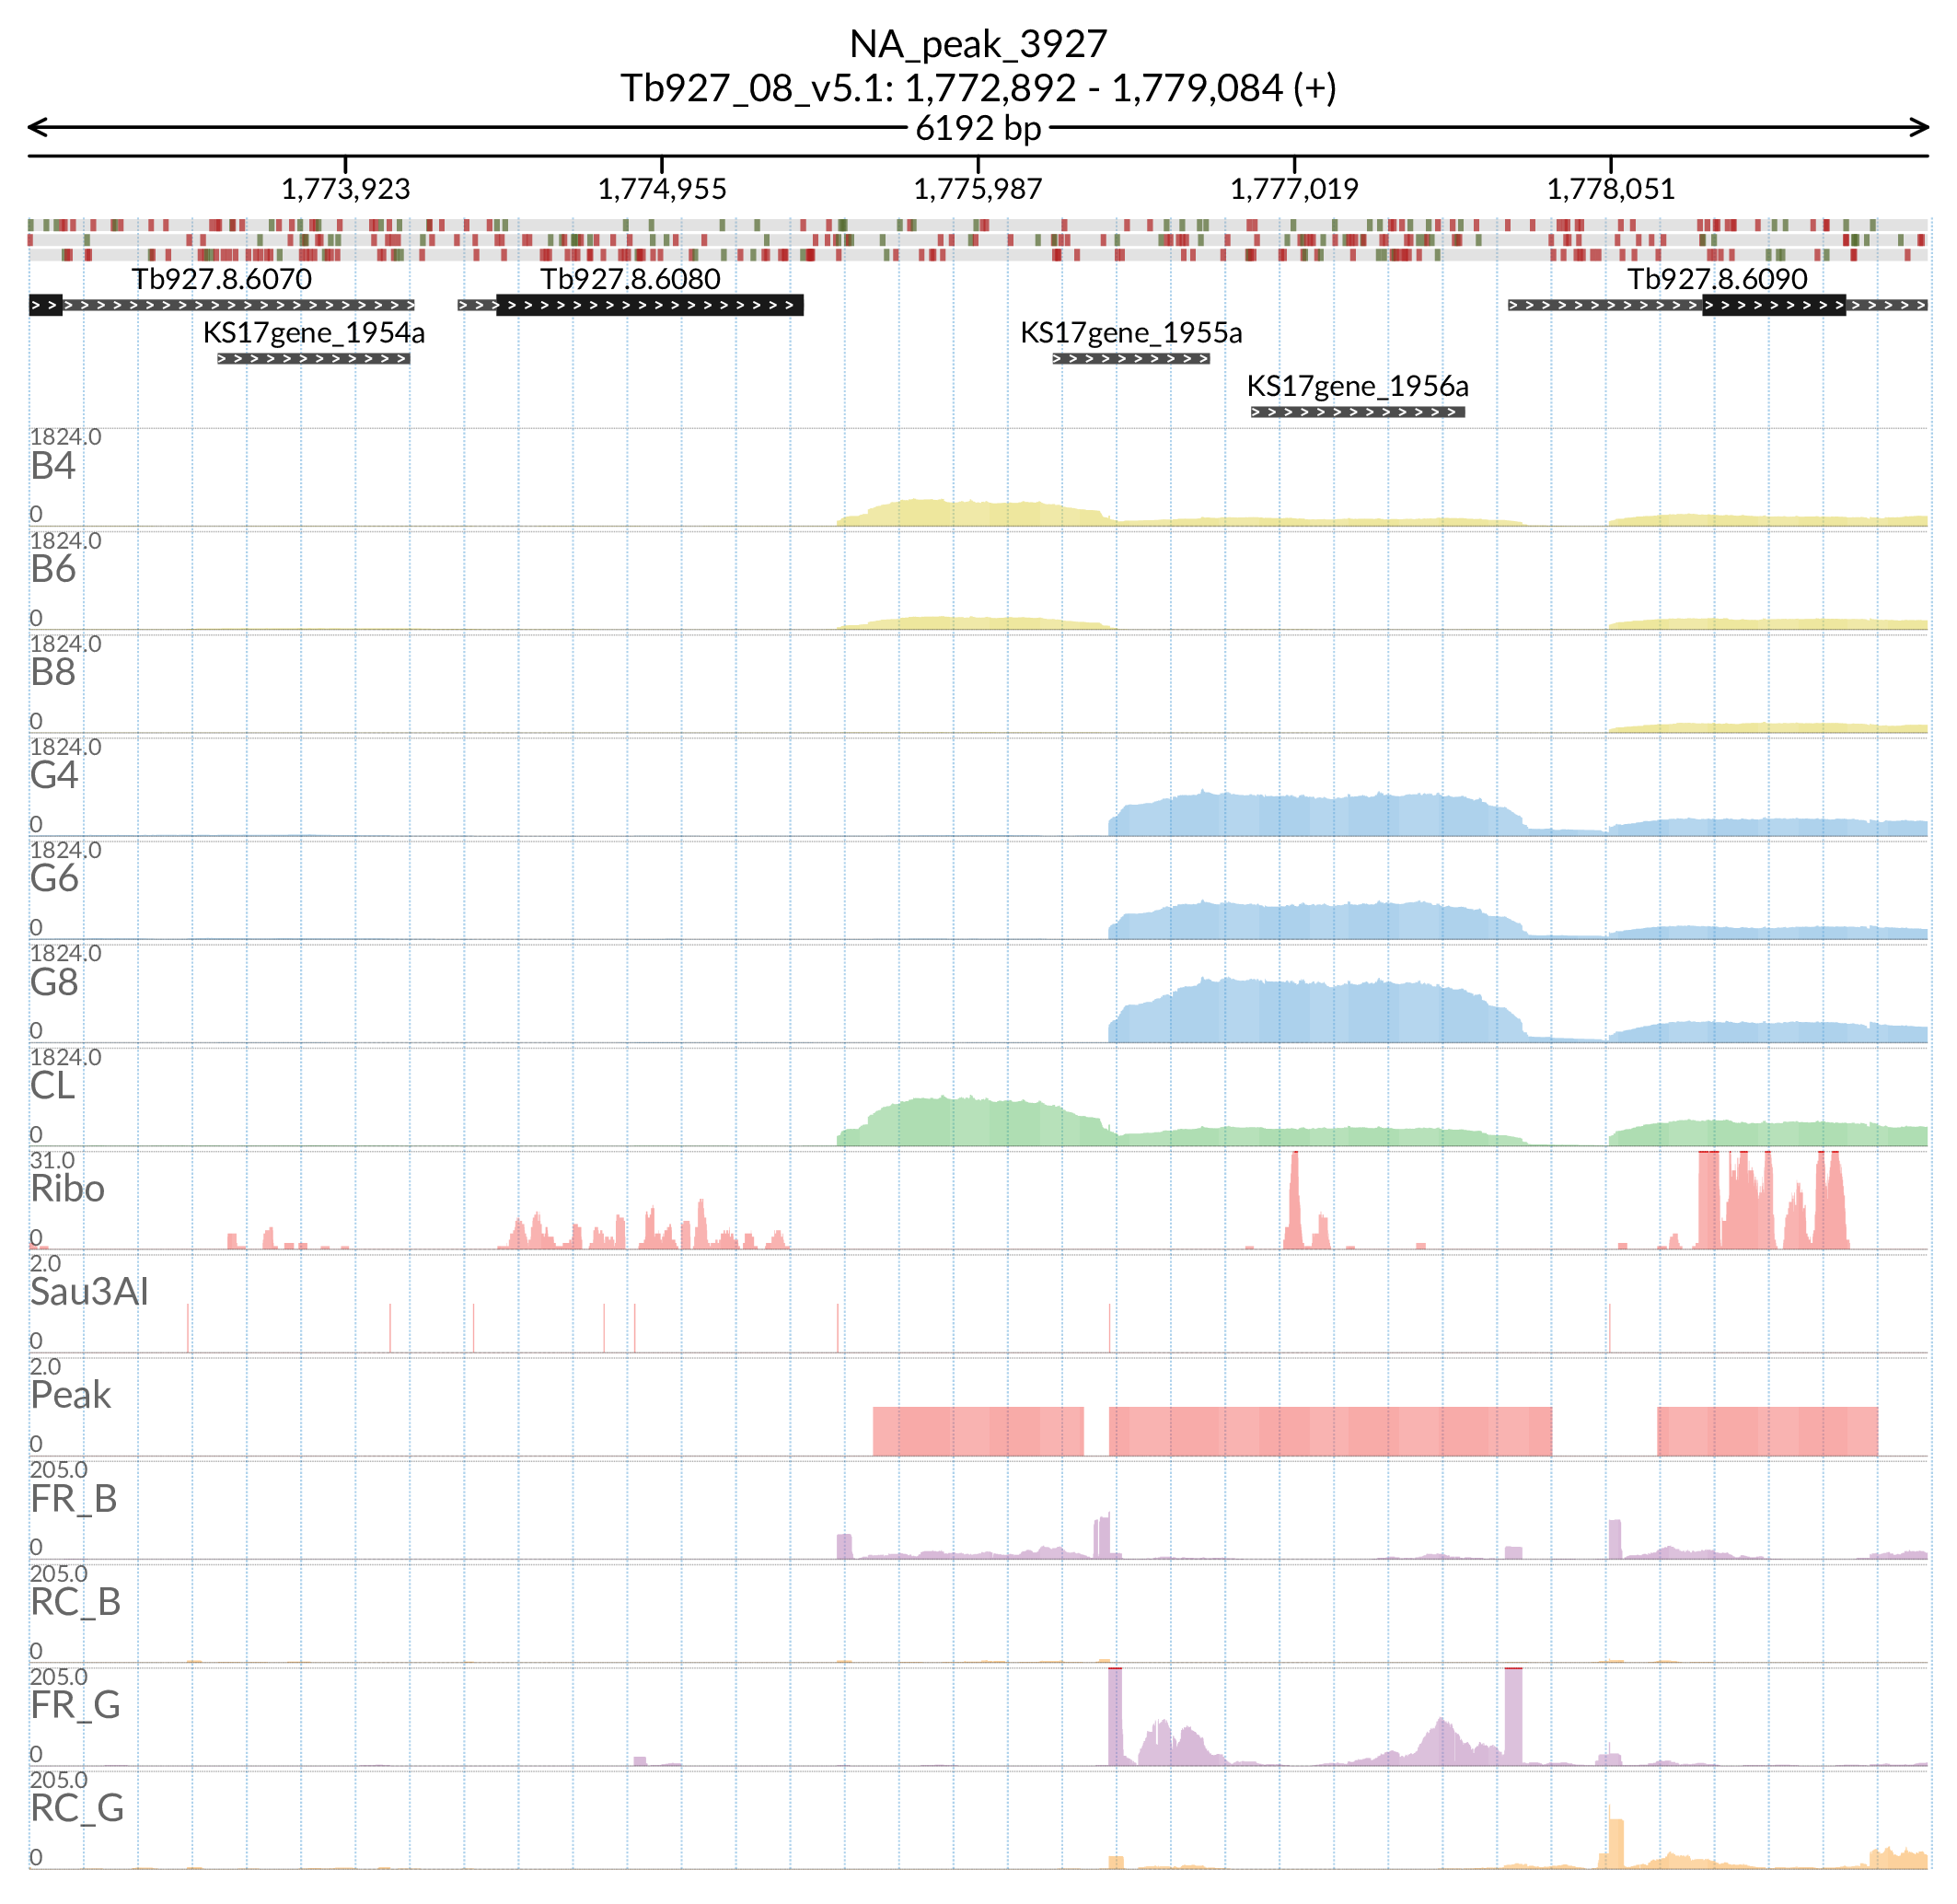 NA_peak_3927
Tb927_08_v5.1: 1,772,892 - 1,779,084 (+)
6192 bp
1,773,923 1,774,955 1,775,987 1,777,019 1,778,051
Tb927.8.6070 Tb927.8.6080 Tb927.8.6090
KS17gene_1954a KS17gene_1955a
KS17gene_1956a
1824.0
B4
0
1824.0
B6
0
1824.0
B8
0
1824.0
G4
0
1824.0
G6
0
1824.0
G8
0
1824.0
CL
0
31.0
Ribo
0
2.0
Sau3AI
0
2.0
Peak
0
205.0
FR_B
0
205.0
RC_B
0
205.0
FR_G
0
205.0
RC_G
0